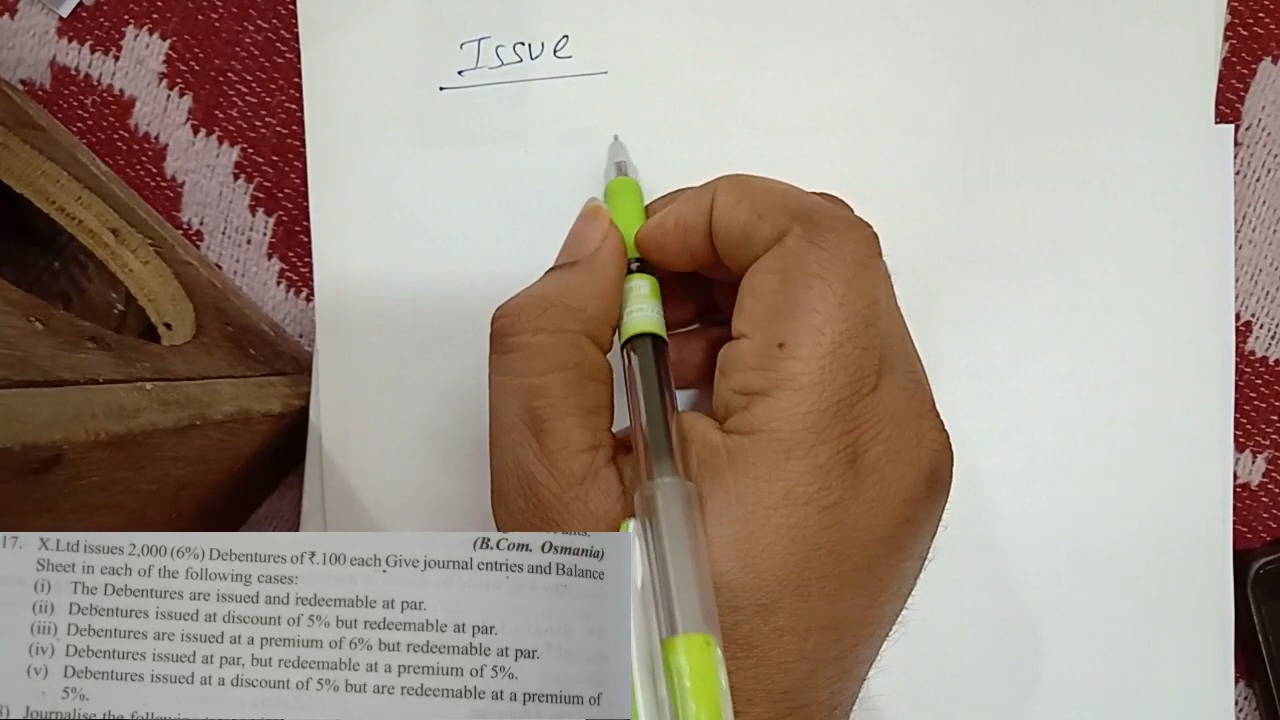 Issue
(B.Com. Osmania)
17. X.Ltd issues 2,000 (6%) Debentures of ₹.100 each Give journal entries and Balance
Sheet in each of the following cases:
(i) The Debentures are issued and redeemable at par.
(ii) Debentures issued at discount of 5% but redeemable at par.
(iii) Debentures are issued at a premium of 6% but redeemable at par.
(iv) Debentures issued at par, but redeemable at a premium of 5%.
(v) Debentures issued at a discount of 5% but are redeemable at a premium of
5%.
Journalise the